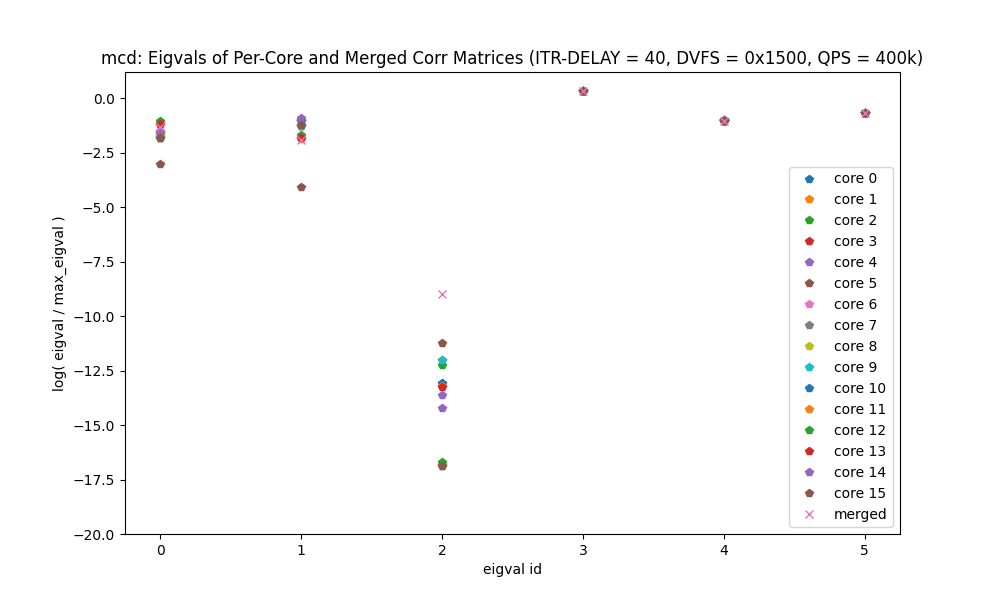 mcd: Eigvals of Per-Core and Merged Corr Matrices (ITR-DELAY = 40, DVFS = 0x1500, QPS = 400k)
log( eigval / max_eigval )
0.0
−2.5
−5.0
−7.5
−10.0
−12.5
−15.0
−17.5
−20.0
core 0
core 1
core 2
core 3
core 4
core 5
core 6
core 7
core 8
core 9
core 10
core 11
core 12
core 13
core 14
core 15
merged
0 1 2 3 4 5
eigval id